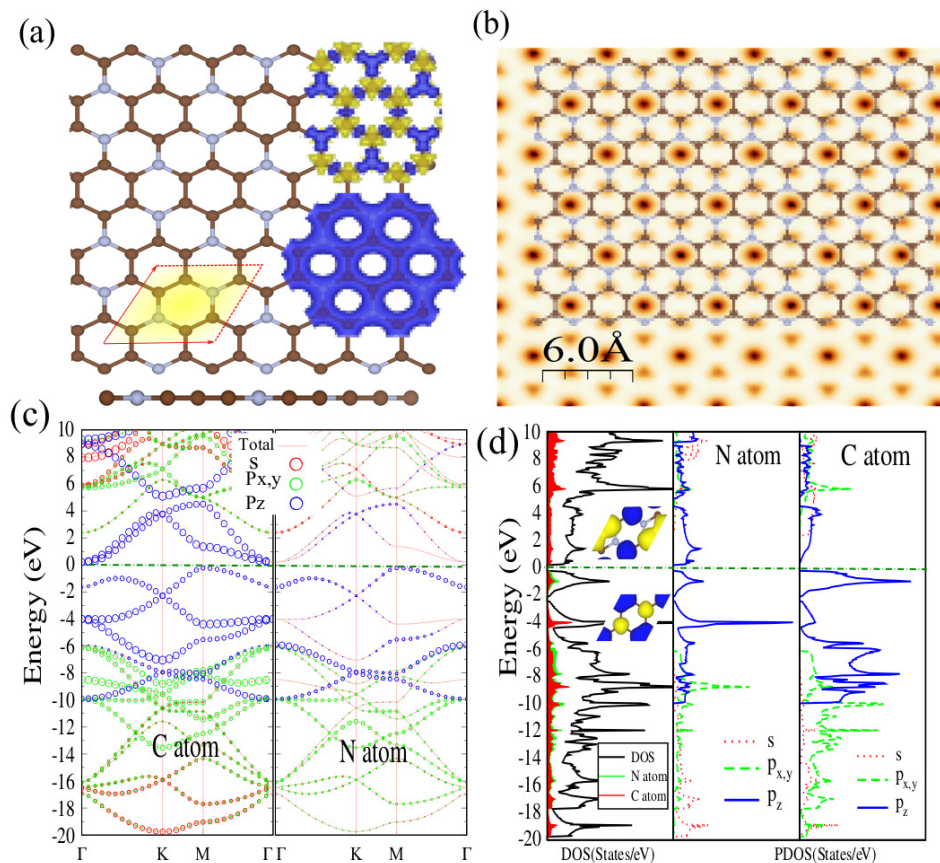 (a)
(b)
6.0Å
(c)
10
8
6
4
2
0
-2
-4
-6
-8
-10
-12
-14
-16
-18
-20
Energy (eV)
Total
s
Px,y
Pz
C atom
N atom
Γ K M Γ K M Γ
(d)
10
8
6
4
2
0
-2
-4
-6
-8
-10
-12
-14
-16
-18
-20
Energy (eV)
DOS
N atom
C atom
N atom
s
px,y
pz
C atom
s
px,y
pz
DOS(States/eV) PDOS(States/eV)